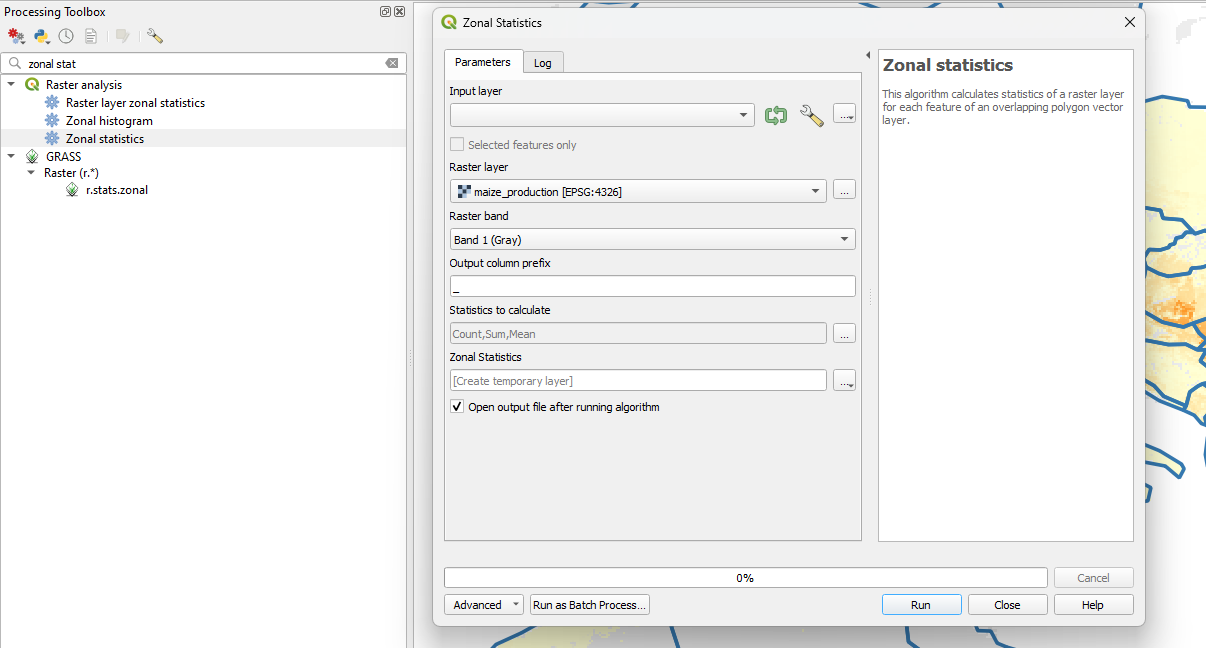 Processing Toolbox
zonal stat
Raster analysis
Raster layer zonal statistics
Zonal histogram
Zonal statistics
GRASS
Raster (r.*)
r.stats.zonal
Zonal Statistics
Parameters
Log
Input layer
...
Selected features only
Raster layer
maize_production [EPSG:4326]
...
Raster band
Band 1 (Gray)
Output column prefix
_
Statistics to calculate
Count,Sum,Mean
...
Zonal Statistics
[Create temporary layer]
...
Open output file after running algorithm
Zonal statistics
This algorithm calculates statistics of a raster layer
for each feature of an overlapping polygon vector
layer.
0%
Cancel
Advanced
Run as Batch Process...
Run
Close
Help